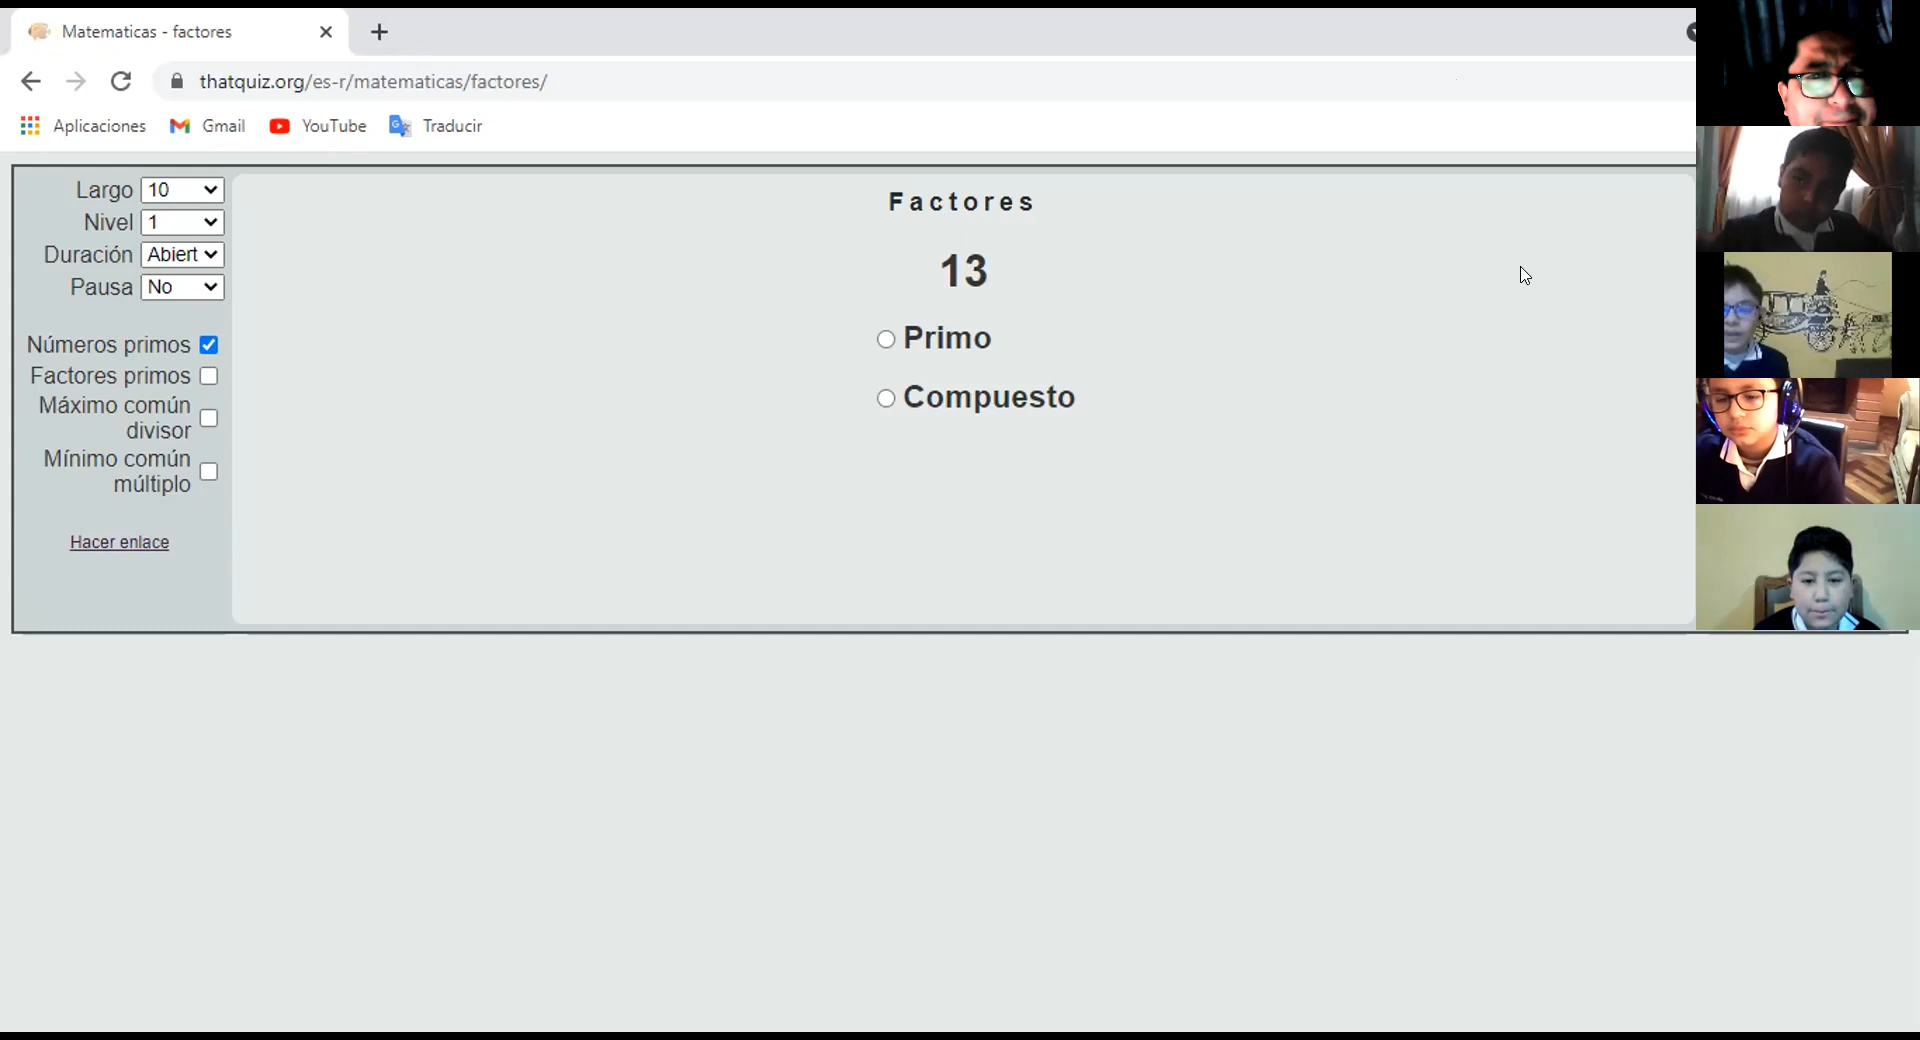 Matematicas - factores
thatquiz.org/es-r/matematicas/factores/
Aplicaciones Gmail YouTube Traducir
Largo 10
Nivel 1
Duración Abiert
Pausa No
Números primos
Factores primos
Máximo común
divisor
Mínimo común
múltiplo
Hacer enlace
Factores
13
Primo
Compuesto